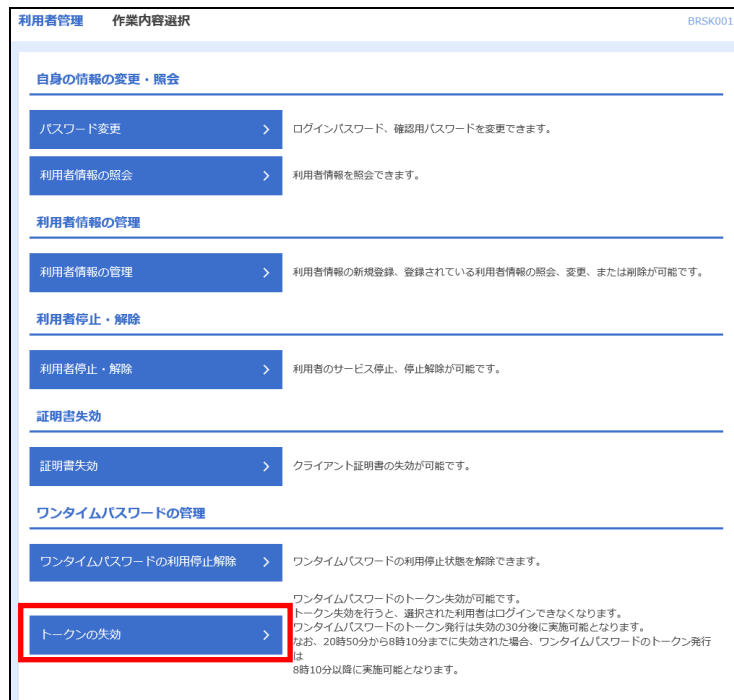 利用者管理 作業内容選択 BRSK001
自身の情報の変更・照会
パスワード変更 ログインパスワード、確認用パスワードを変更できます。
利用者情報の照会 利用者情報を照会できます。
利用者情報の管理
利用者情報の管理 利用者情報の新規登録、登録されている利用者情報の照会、変更、または削除が可能です。
利用者停止・解除
利用者停止・解除 利用者のサービス停止、停止解除が可能です。
証明書失効
証明書失効 クライアント証明書の失効が可能です。
ワンタイムパスワードの管理
ワンタイムパスワードの利用停止解除 ワンタイムパスワードの利用停止状態を解除できます。
トークンの失効
ワンタイムパスワードのトークン失効が可能です。
トークン失効を行うと、選択された利用者はログインできなくなります。
ワンタイムパスワードのトークン発行は失効の30分後に実施可能となります。
なお、20時50分から8時10分までに失効された場合、ワンタイムパスワードのトークン発行
は
8時10分以降に実施可能となります。